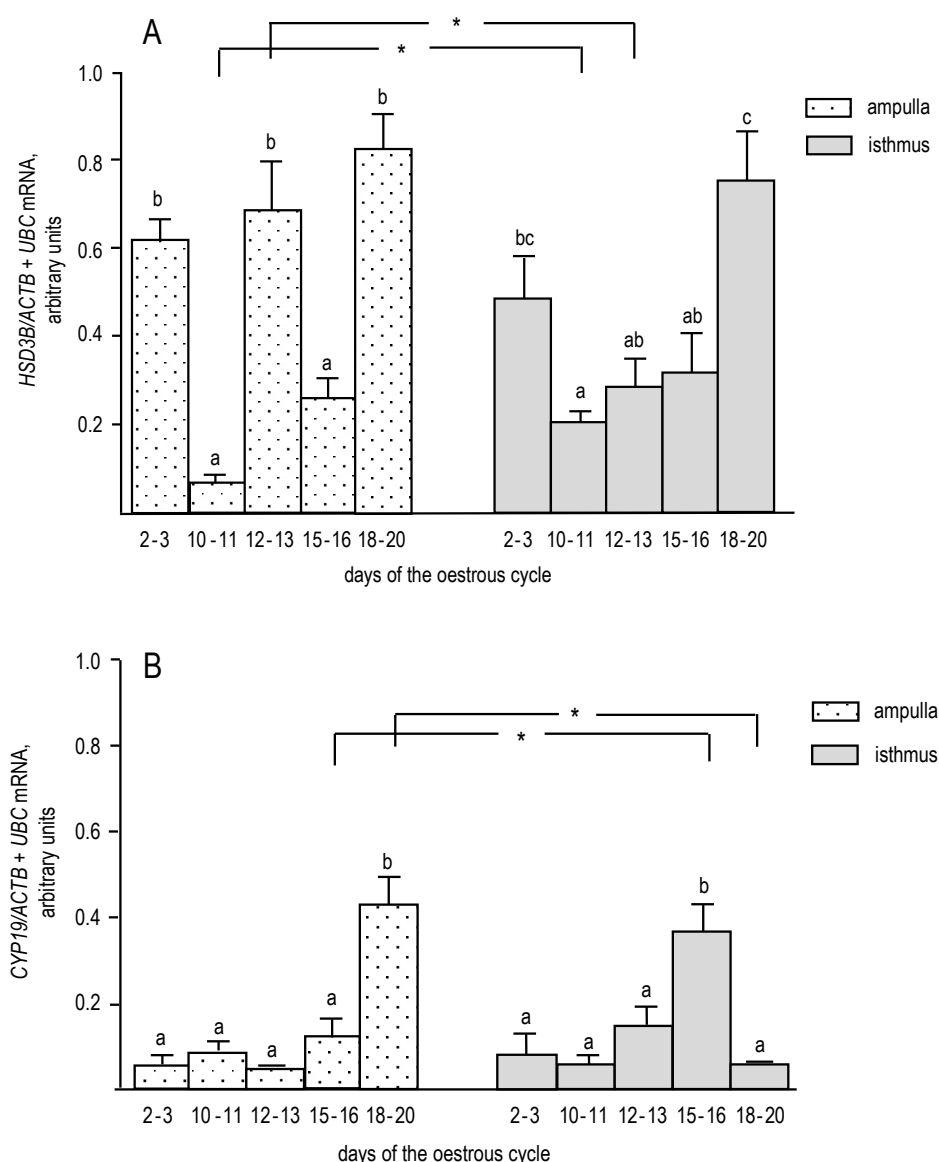 A
*
*
1.0
0.8
0.6
0.4
0.2
HSD3B/ACTB + UBC mRNA,
arbitrary units
b a b a b
bc a ab ab c
ampulla
isthmus
2-3 10-11 12-13 15-16 18-20 2-3 10-11 12-13 15-16 18-20
days of the oestrous cycle
B
*
*
1.0
0.8
0.6
0.4
0.2
CYP19/ACTB + UBC mRNA,
arbitrary units
a a a a b
a a a b a
ampulla
isthmus
2-3 10-11 12-13 15-16 18-20 2-3 10-11 12-13 15-16 18-20
days of the oestrous cycle